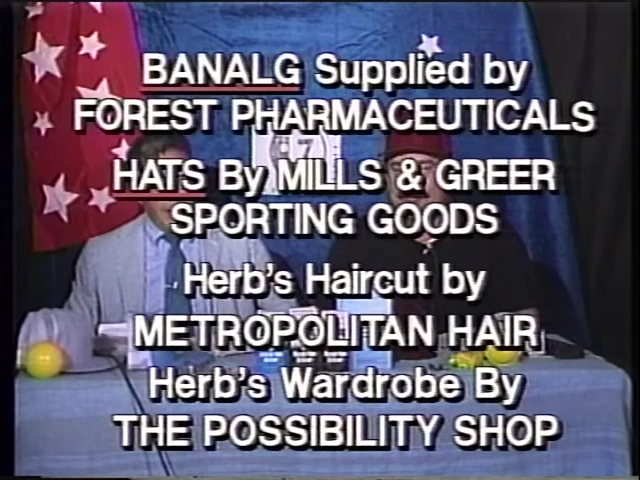 BANALG Supplied by
FOREST PHARMACEUTICALS
HATS By MILLS & GREER
SPORTING GOODS
Herb's Haircut by
METROPOLITAN HAIR
Herb's Wardrobe By
THE POSSIBILITY SHOP